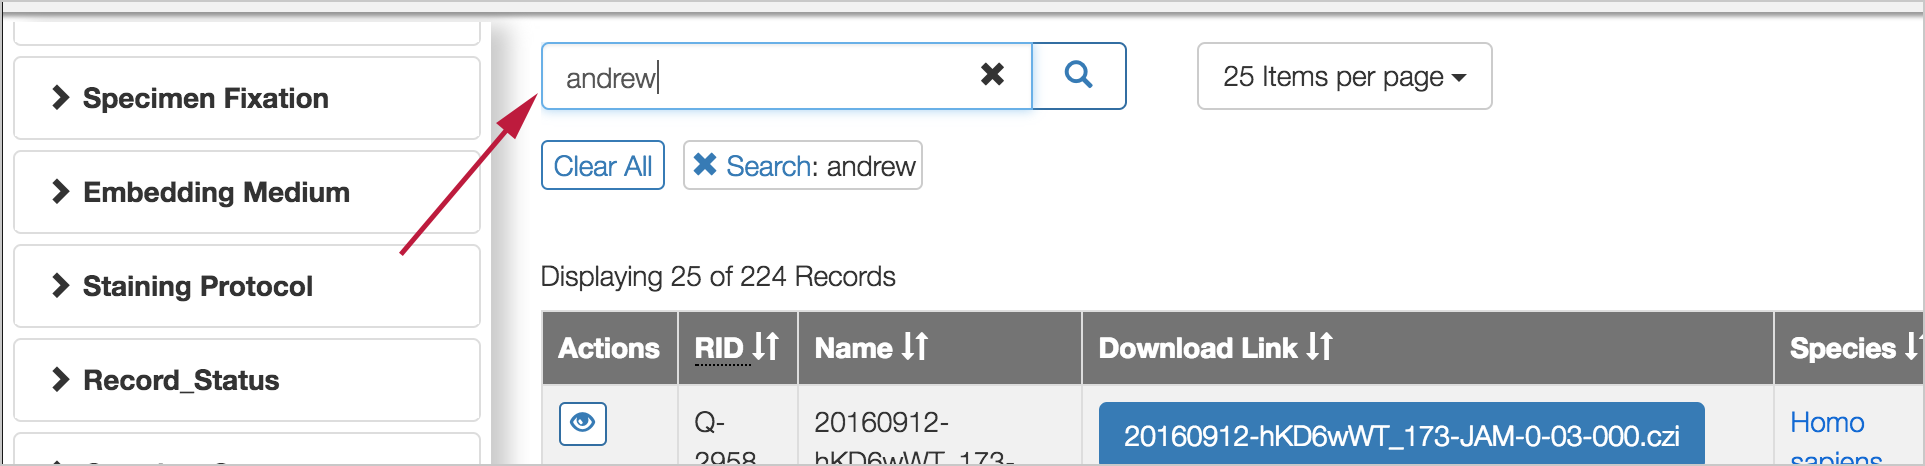 Specimen Fixation
Embedding Medium
Staining Protocol
Record_Status
andrew
25 Items per page
Clear All
Search: andrew
Displaying 25 of 224 Records
Actions RID Name Download Link Species
Q-
2958
20160912-
hKD6wWT_173-
20160912-hKD6wWT_173-JAM-0-03-000.czi
Homo
sapiens